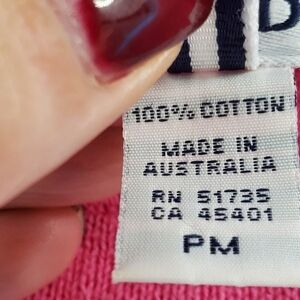 D
100% COTTON
MADE IN
AUSTRALIA
RN 51735
CA 45401
PM